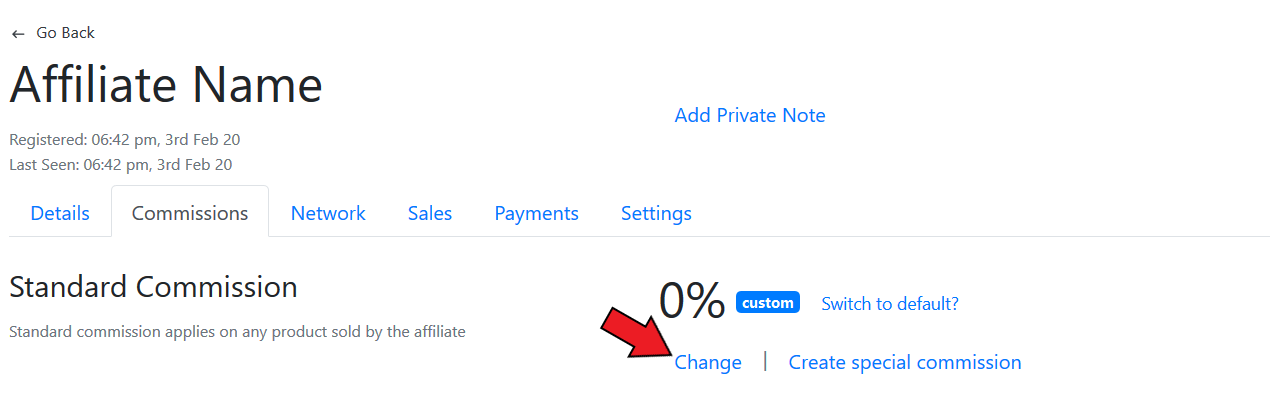 ← Go Back
Affiliate Name
Add Private Note
Registered: 06:42 pm, 3rd Feb 20
Last Seen: 06:42 pm, 3rd Feb 20
Details Commissions Network Sales Payments Settings
Standard Commission
0% custom Switch to default?
Standard commission applies on any product sold by the affiliate
Change | Create special commission